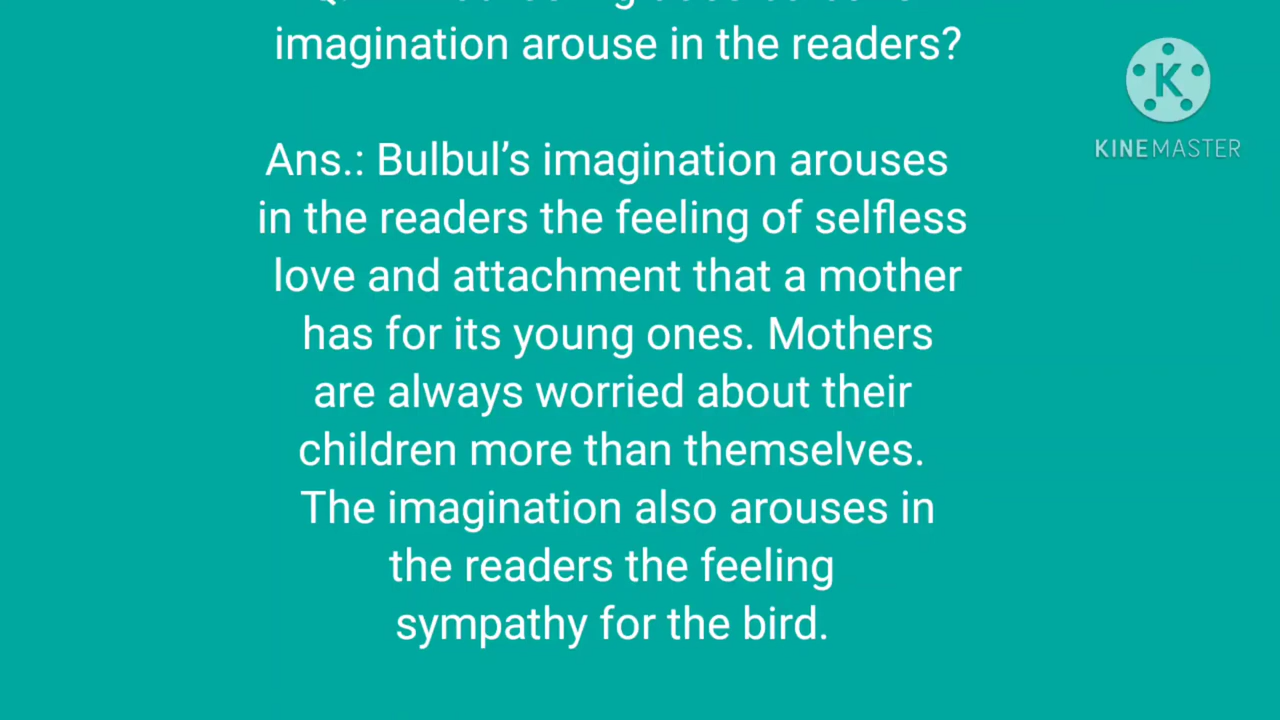 imagination arouse in the readers?
Ans.: Bulbul’s imagination arouses
in the readers the feeling of selfless
love and attachment that a mother
has for its young ones. Mothers
are always worried about their
children more than themselves.
The imagination also arouses in
the readers the feeling
sympathy for the bird.
K
KINEMASTER